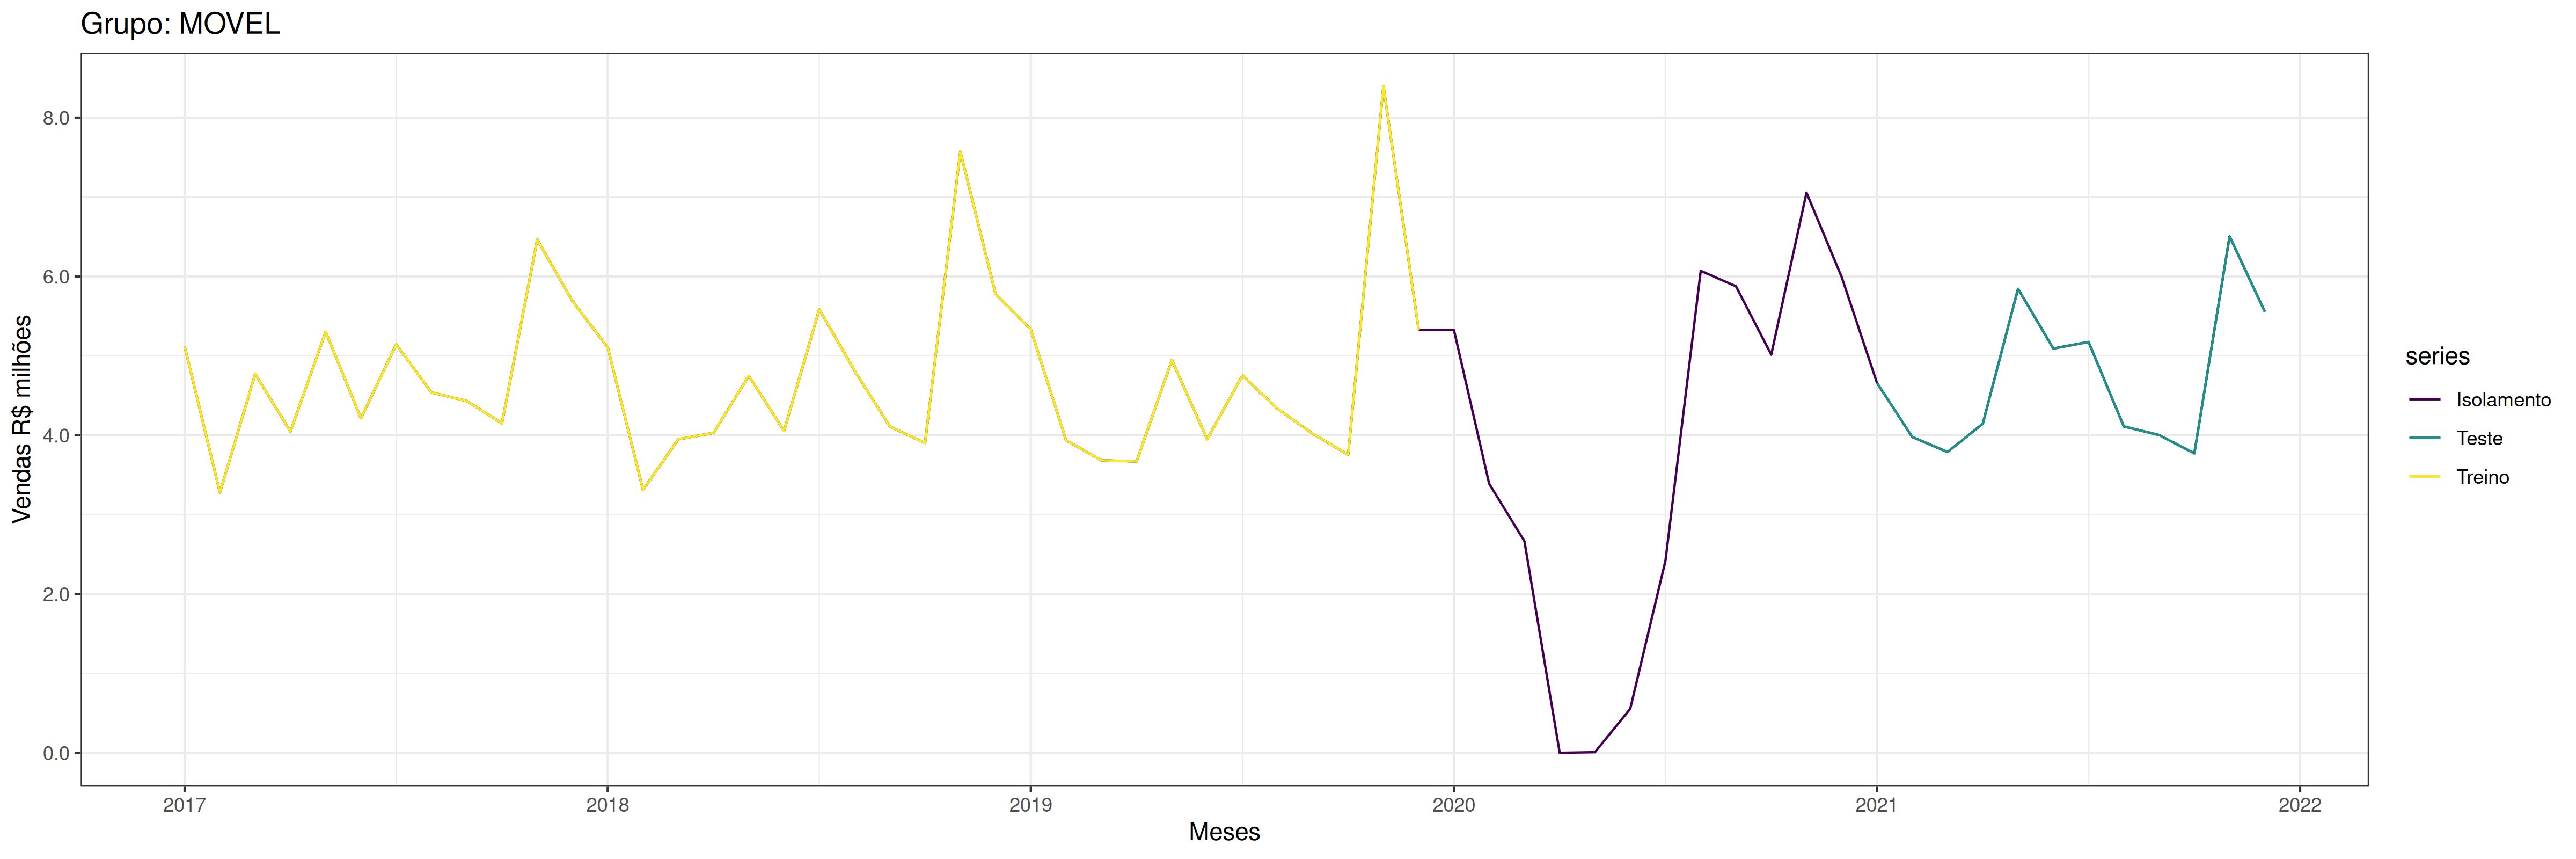 Grupo: MOVEL
Vendas R$ milhões
8.0
6.0
4.0
2.0
0.0
2017
2018
2019
2020
2021
2022
Meses
series
Isolamento
Teste
Treino